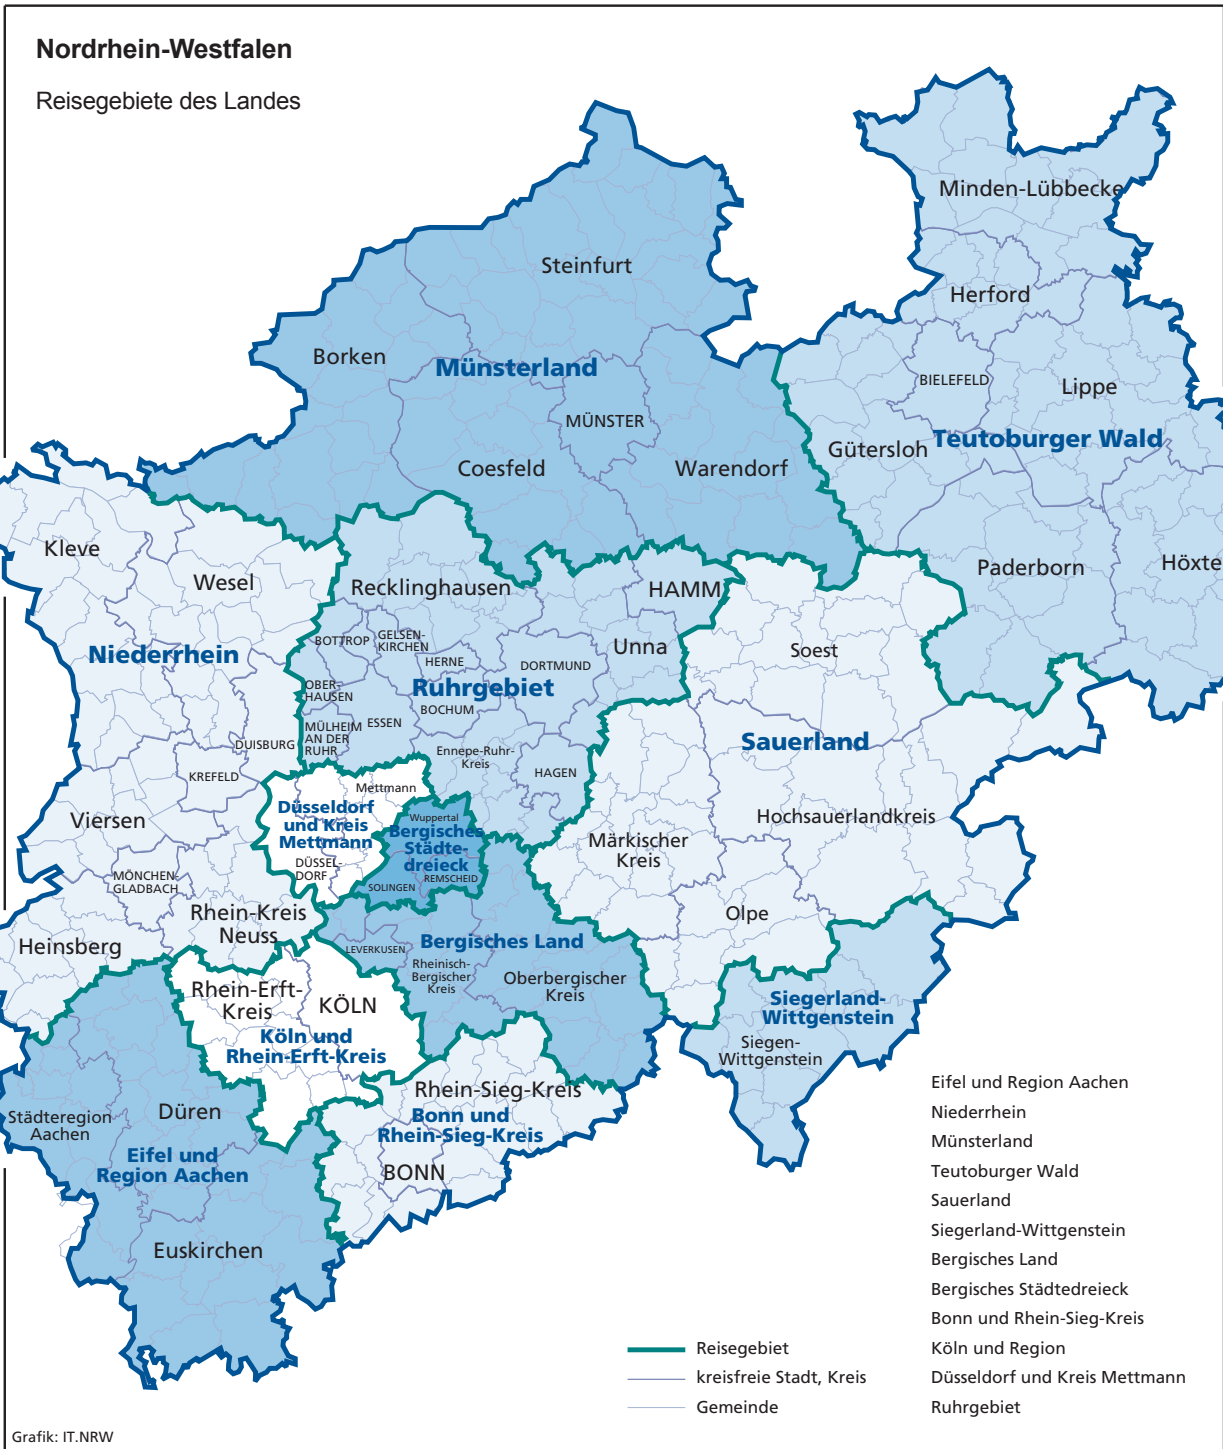 Nordrhein-Westfalen
Reisegebiete des Landes
Minden-Lübbecke
Steinfurt
Herford
Borken
Münsterland
BIELEFELD
Lippe
MÜNSTER
Teutoburger Wald
Gütersloh
Coesfeld
Warendorf
Kleve
Wesel
Recklinghausen
HAMM
Paderborn
Höxte
Niederrhein
BOTTROP
GELSEN-
KIRCHEN
HERNE
DORTMUND
Unna
Soest
Ruhrgebiet
OBER-
HAUSEN
BOCHUM
ESSEN
MÜLHEIM
AN DER
RUHR
DUISBURG
Sauerland
Ennepe-Ruhr-
Kreis
HAGEN
KREFELD
Mettmann
Düsseldorf
und Kreis
Mettmann
Viersen
Wuppertal
Bergisches
Städte-
dreieck
Hochsauerlandkreis
Märkischer
Kreis
DÜSSEL-
DORF
MÖNCHEN-
GLADBACH
SOLINGEN
REMSCHEID
Rhein-Kreis
Neuss
Olpe
Heinsberg
LEVERKUSEN
Bergisches Land
Rheinisch-
Bergischer
Kreis
Oberbergischer
Kreis
Rhein-Erft-
Kreis
KÖLN
Köln und
Rhein-Erft-Kreis
Siegerland-
Wittgenstein
Siegen-
Wittgenstein
Rhein-Sieg-Kreis
Bonn und
Rhein-Sieg-Kreis
BONN
Städteregion
Aachen
Düren
Eifel und
Region Aachen
Euskirchen
Eifel und Region Aachen
Niederrhein
Münsterland
Teutoburger Wald
Sauerland
Siegerland-Wittgenstein
Bergisches Land
Bergisches Städtedreieck
Bonn und Rhein-Sieg-Kreis
Köln und Region
Düsseldorf und Kreis Mettmann
Ruhrgebiet
Reisegebiet
kreisfreie Stadt, Kreis
Gemeinde
Grafik: IT.NRW